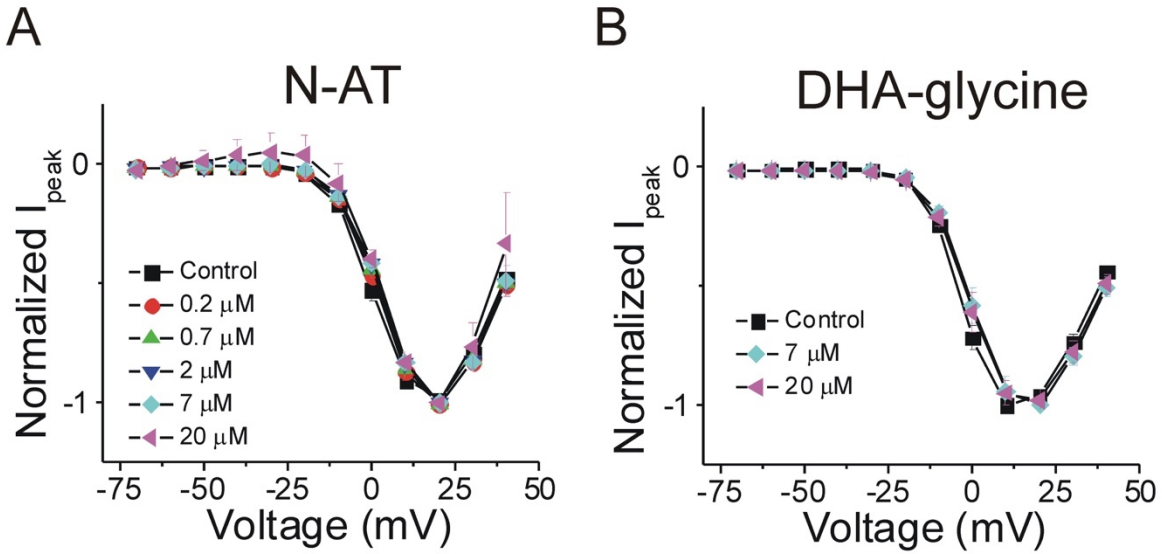 A
N-AT
Normalized I peak
0
-1
Control
0.2 μM
0.7 μM
2 μM
7 μM
20 μM
-75 -50 -25 0 25 50
Voltage (mV)
B
DHA-glycine
Normalized I peak
0
-1
Control
7 μM
20 μM
-75 -50 -25 0 25 50
Voltage (mV)